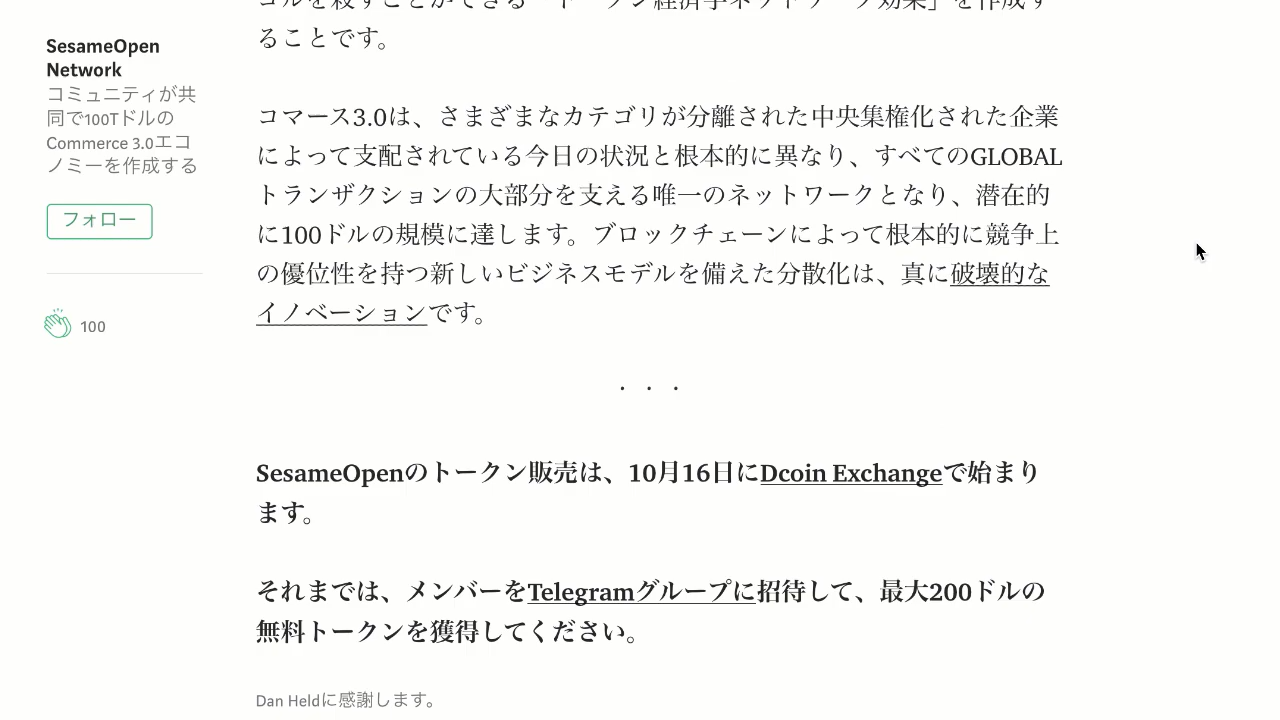 SesameOpen
Network
コミュニティが共
同で100Tドルの
Commerce 3.0エコ
ノミーを作成する
フォロー
100
ることです。
コマース3.0は、さまざまなカテゴリが分離された中央集権化された企業
によって支配されている今日の状況と根本的に異なり、すべてのGLOBAL
トランザクションの大部分を支える唯一のネットワークとなり、潜在的
に100ドルの規模に達します。ブロックチェーンによって根本的に競争上
の優位性を持つ新しいビジネスモデルを備えた分散化は、真に破壊的な
イノベーションです。
. . .
SesameOpenのトークン販売は、10月16日にDcoin Exchangeで始まり
ます。
それまでは、メンバーをTelegramグループに招待して、最大200ドルの
無料トークンを獲得してください。
Dan Heldに感謝します。